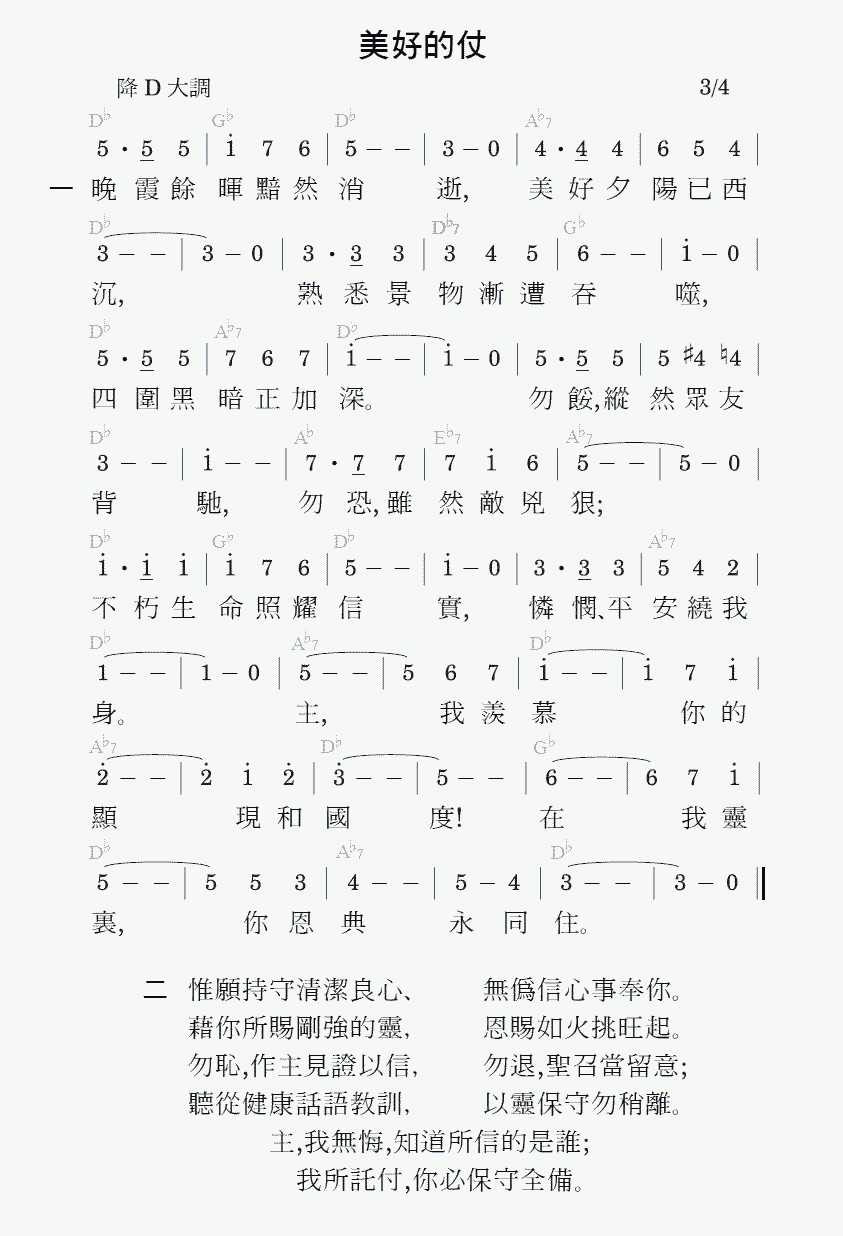 美好的仗
降 D 大調 3/4
D♭ G♭ D♭ A♭7
5 · 5 5 | i 7 6 | 5 – – | 3 – 0 | 4 · 4 4 | 6 5 4 |
一 晚 霞 餘 暉 黯 然 消 逝, 美 好 夕 陽 已 西
D♭ D♭7 G♭
3 – – | 3 – 0 | 3 · 3 3 | 3 4 5 | 6 – – | i – 0 |
沉, 熟 悉 景 物 漸 遭 吞 噬,
D♭ A♭7 D♭
5 · 5 5 | 7 6 7 | i – – | i – 0 | 5 · 5 5 | 5 ♯4 ♮4 |
四 圍 黑 暗 正 加 深。 勿 餒,縱 然 眾 友
D♭ A♭ E♭7 A♭7
3 – – | i – – | 7 · 7 7 | 7 i 6 | 5 – – | 5 – 0 |
背 馳, 勿 恐,雖 然 敵 兇 狠;
D♭ G♭ D♭ A♭7
i · i i | i 7 6 | 5 – – | i – 0 | 3 · 3 3 | 5 4 2 |
不 朽 生 命 照 耀 信 實, 憐 憫、平 安 繞 我
D♭ A♭7 D♭
1 – – | 1 – 0 | 5 – – | 5 6 7 | i – – | i 7 i |
身。 主, 我 羨 慕 你 的
A♭7 D♭ G♭
2̇ – – | 2̇ i 2̇ | 3̇ – – | 5 – – | 6 – – | 6 7 i |
顯 現 和 國 度! 在 我 靈
D♭ A♭7 D♭
5 – – | 5 5 3 | 4 – – | 5 – 4 | 3 – – | 3 – 0 ‖
裏, 你 恩 典 永 同 住。
二 惟願持守清潔良心、 無僞信心事奉你。
藉你所賜剛強的靈, 恩賜如火挑旺起。
勿恥,作主見證以信, 勿退,聖召當留意;
聽從健康話語教訓, 以靈保守勿稍離。
主,我無悔,知道所信的是誰;
我所託付,你必保守全備。